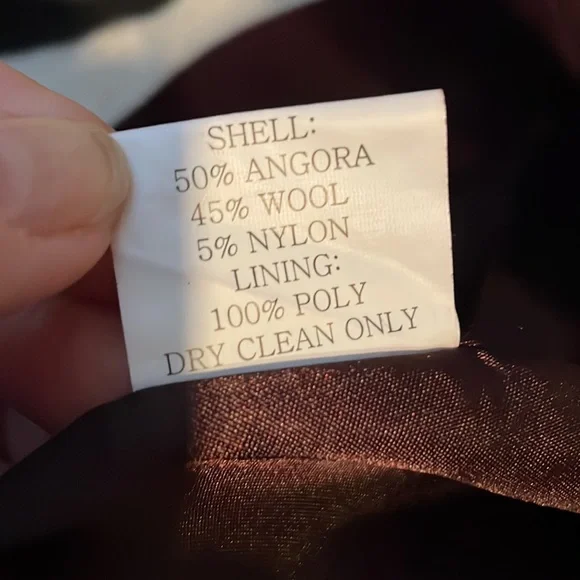 SHELL:
50% ANGORA
45% WOOL
5% NYLON
LINING:
100% POLY
DRY CLEAN ONLY